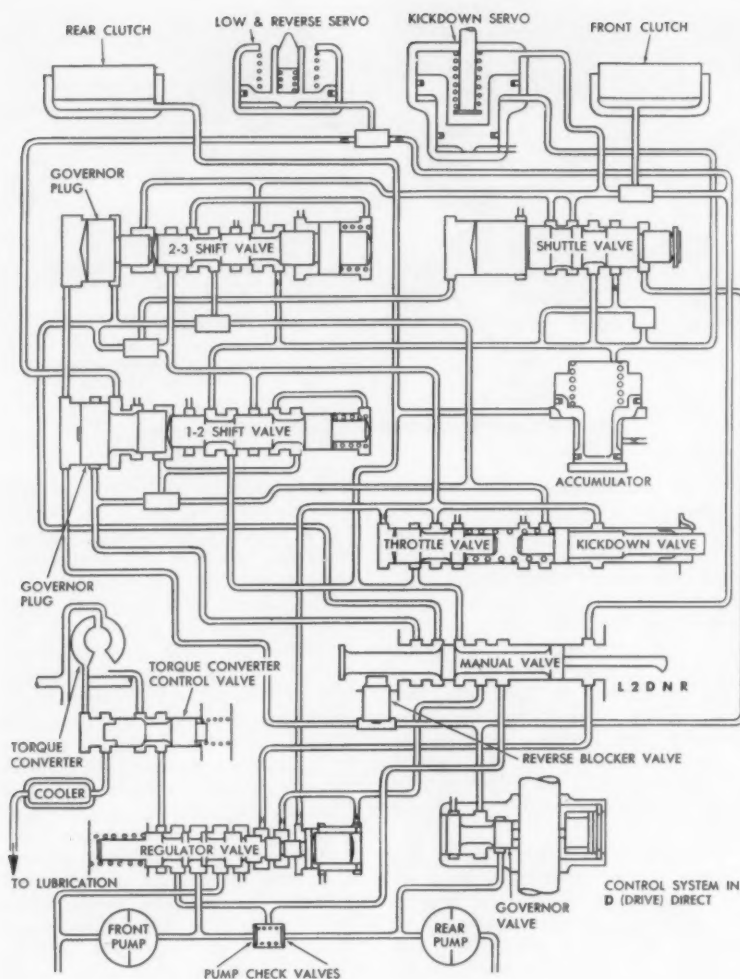 REAR CLUTCH
LOW & REVERSE SERVO
KICKDOWN SERVO
FRONT CLUTCH
GOVERNOR
PLUG
2-3 SHIFT VALVE
SHUTTLE VALVE
1-2 SHIFT VALVE
ACCUMULATOR
THROTTLE VALVE
KICKDOWN VALVE
GOVERNOR
PLUG
TORQUE CONVERTER
CONTROL VALVE
MANUAL VALVE
L 2 D N R
TORQUE
CONVERTER
REVERSE BLOCKER VALVE
COOLER
REGULATOR VALVE
TO LUBRICATION
GOVERNOR
VALVE
CONTROL SYSTEM IN
D (DRIVE) DIRECT
FRONT
PUMP
REAR
PUMP
PUMP CHECK VALVES